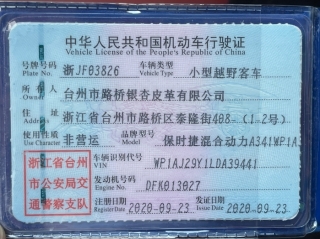 中华人民共和国机动车行驶证
Vehicle License of the People's Republic of China
号牌号码 浙JF03826 车辆类型 小型越野客车
Plate No. Vehicle Type
所有人 台州市路桥银杏皮革有限公司
Owner
住址 浙江省台州市路桥区泰隆街408-(1-2号)
Address
使用性质 非营运 品牌型号 保时捷混合动力A341WP1A
Use Character Model
浙江省台州
市公安局交
通警察支队
车辆识别代号 WP1AJ29Y1LDA39441
VIN
发动机号码 DFK013027
Engine No.
注册日期 2020-09-23 发证日期 2020-09-23
Register Date Issue Date